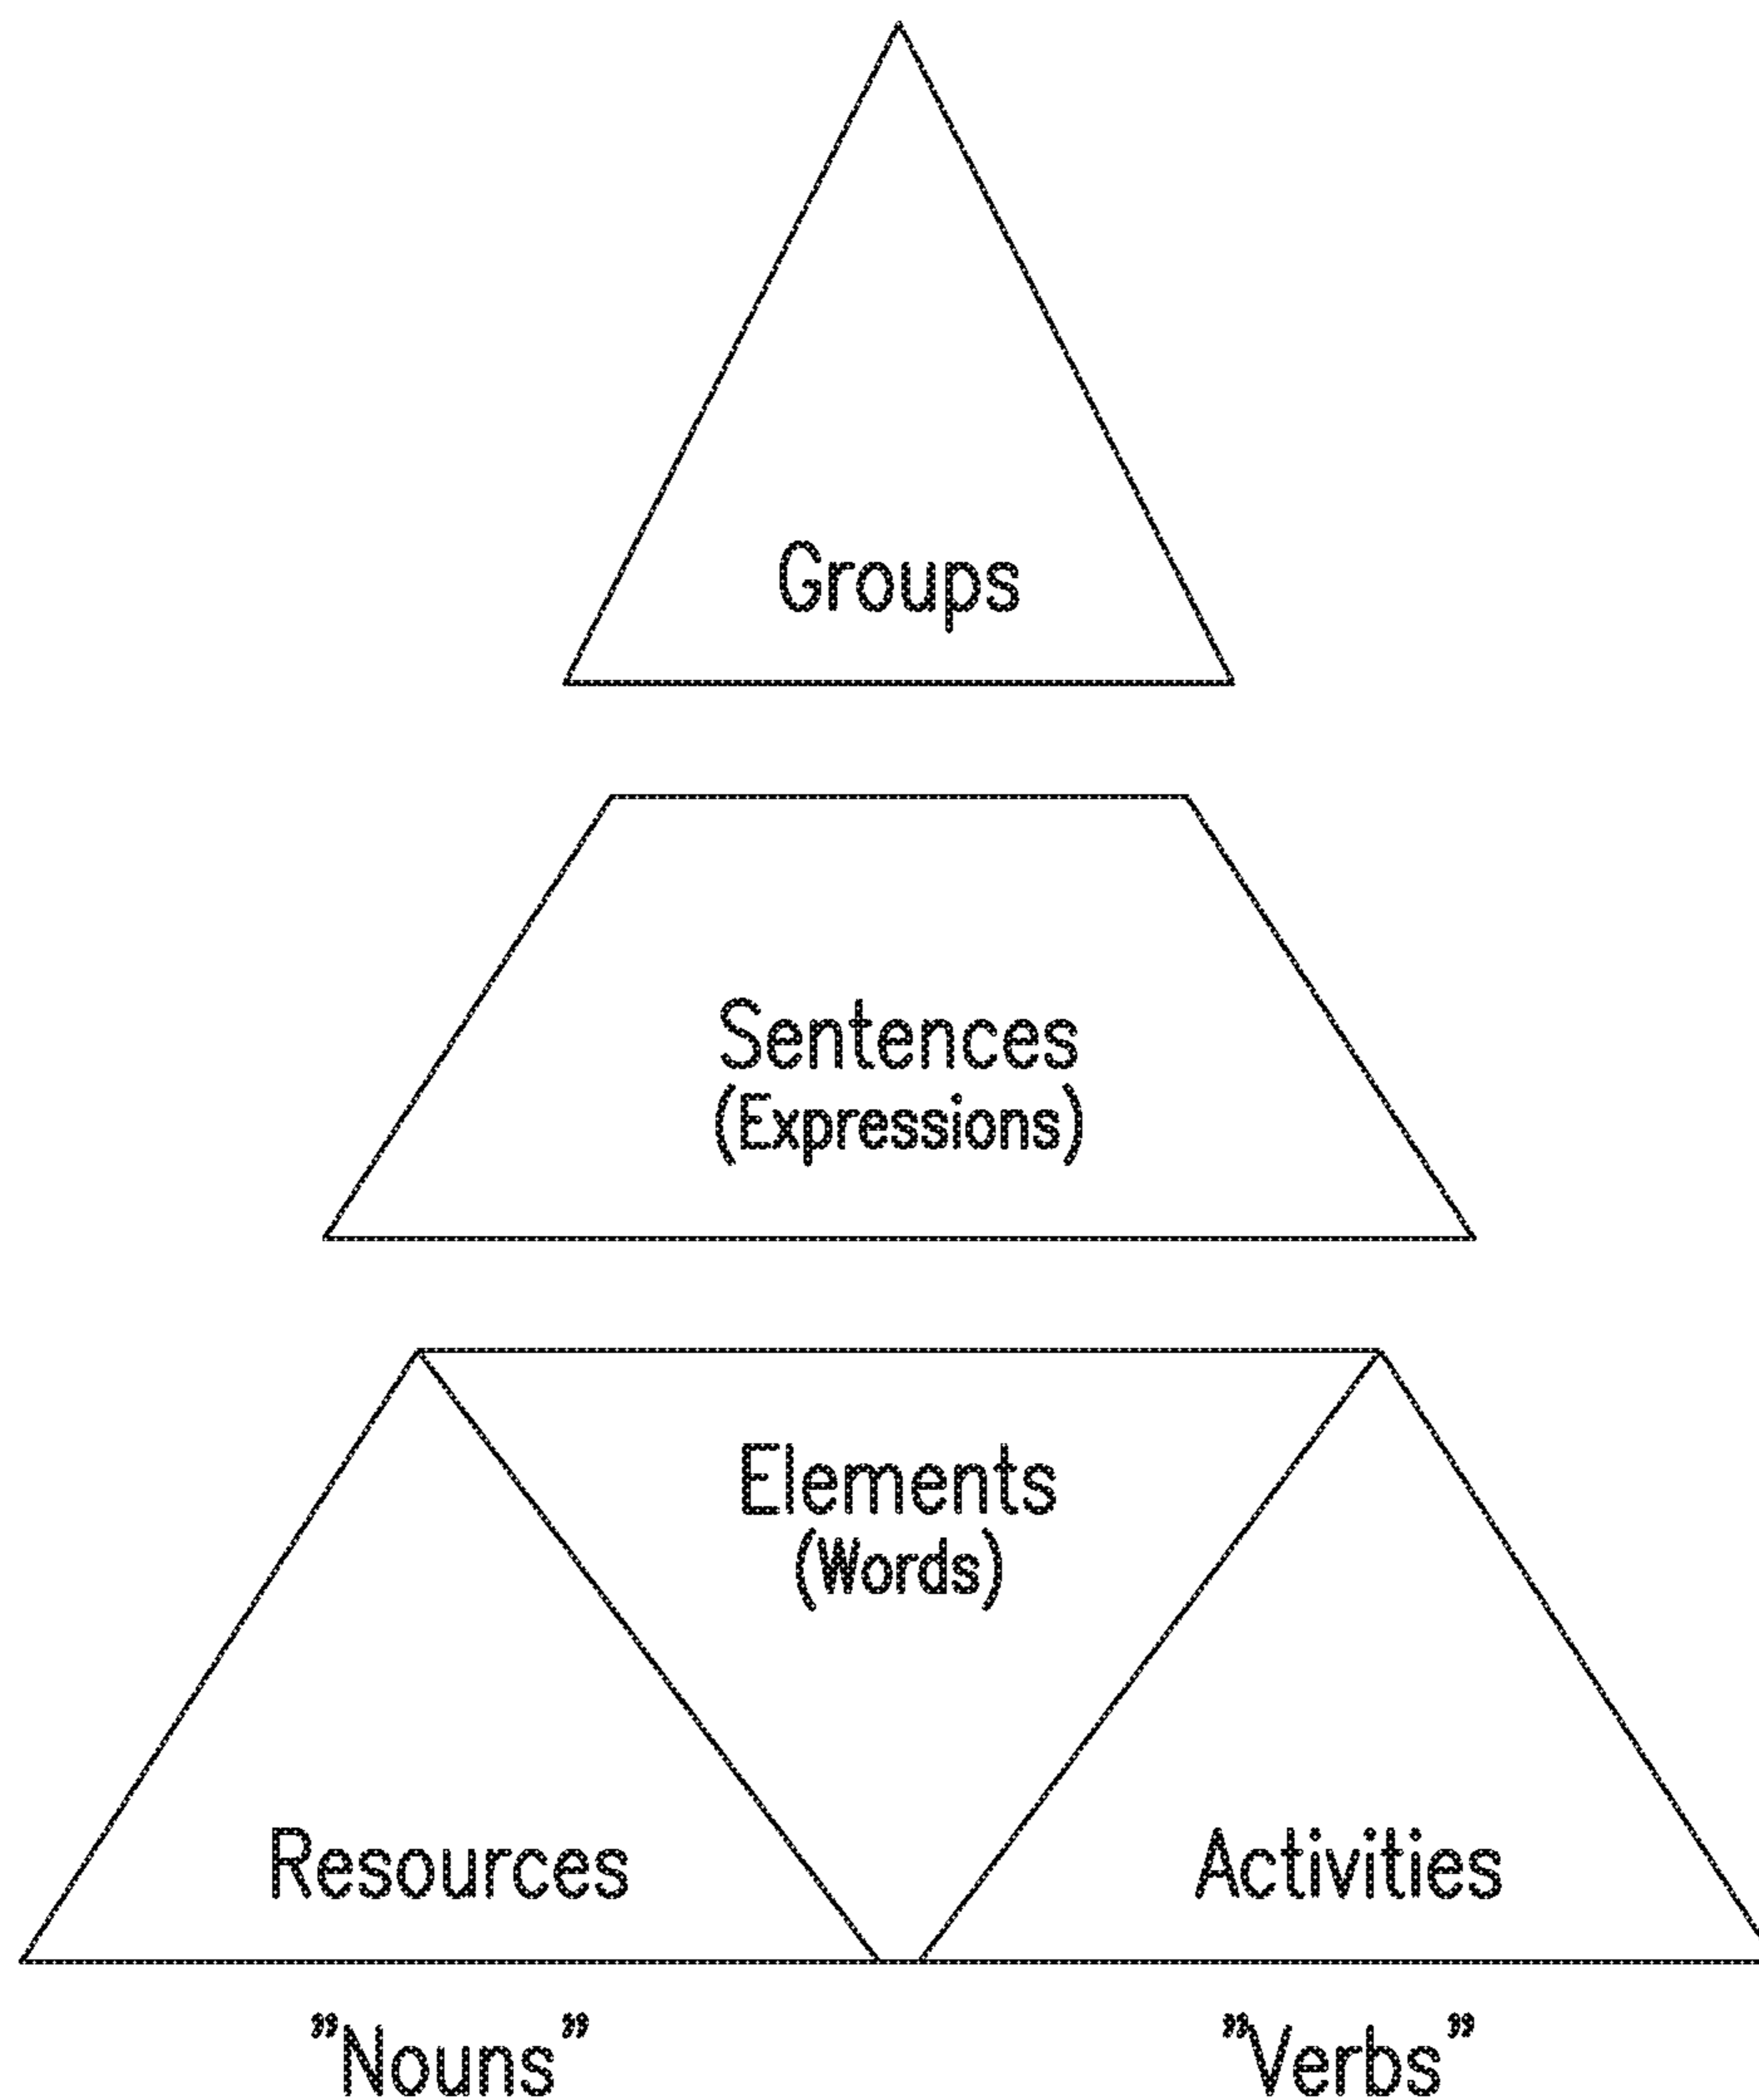 Groups
Sentences
(Expressions)
Elements
(Words)
Resources
Activities
”Nouns”
”Verbs”